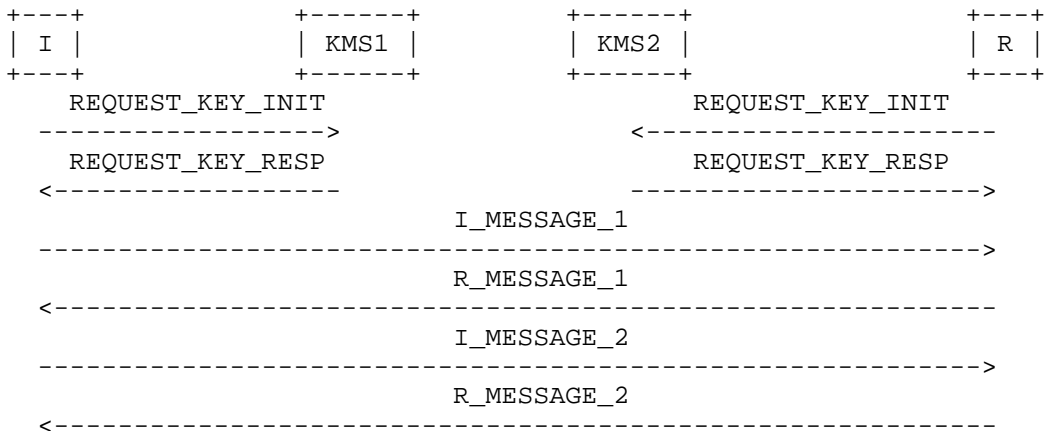 I KMS1 KMS2 R
REQUEST_KEY_INIT REQUEST_KEY_INIT
REQUEST_KEY_RESP REQUEST_KEY_RESP
I_MESSAGE_1
R_MESSAGE_1
I_MESSAGE_2
R_MESSAGE_2